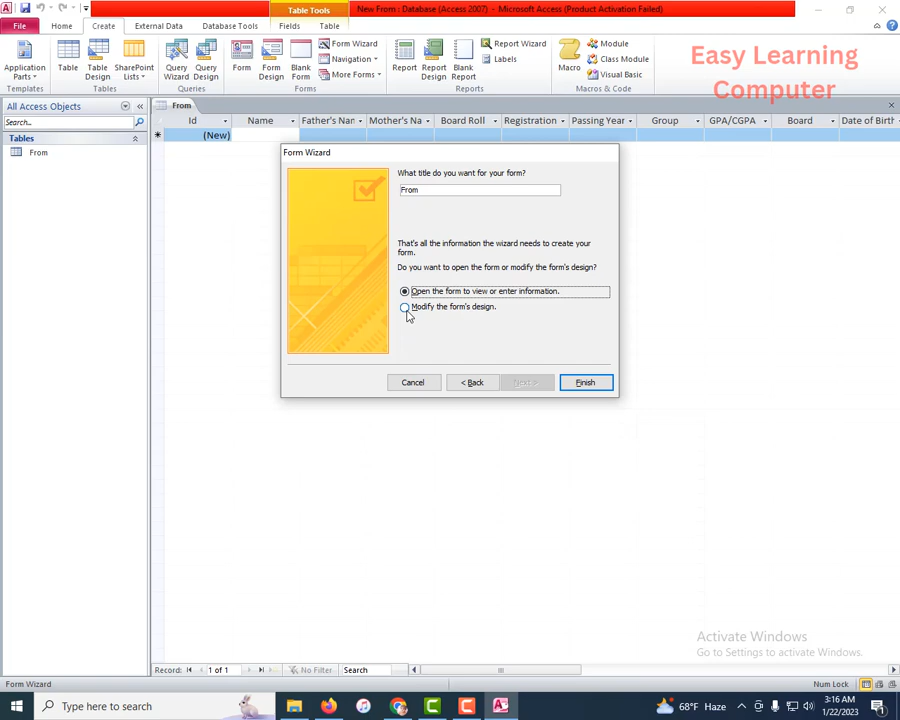 Table Tools
New From : Database (Access 2007) - Microsoft Access (Product Activation Failed)
File Home Create External Data Database Tools Fields Table
Application Parts
Table
Table Design
SharePoint Lists
Query Wizard
Query Design
Form
Form Design
Blank Form
Form Wizard
Navigation
More Forms
Report
Report Design
Blank Report
Report Wizard
Labels
Macro
Module
Class Module
Visual Basic
Templates Tables Queries Forms Reports Macros & Code
Easy Learning
Computer
All Access Objects
Search...
Tables
From
From
Id Name Father's Nan Mother's Na Board Roll Registration Passing Year Group GPA/CGPA Board Date of Birth
(New)
Form Wizard
What title do you want for your form?
From
That's all the information the wizard needs to create your
form.
Do you want to open the form or modify the form's design?
Open the form to view or enter information.
Modify the form's design.
Cancel < Back Next > Finish
Activate Windows
Go to Settings to activate Windows.
Record: 1 of 1 No Filter Search
Form Wizard
Num Lock
Type here to search
68°F Haze
3:16 AM
1/22/2023